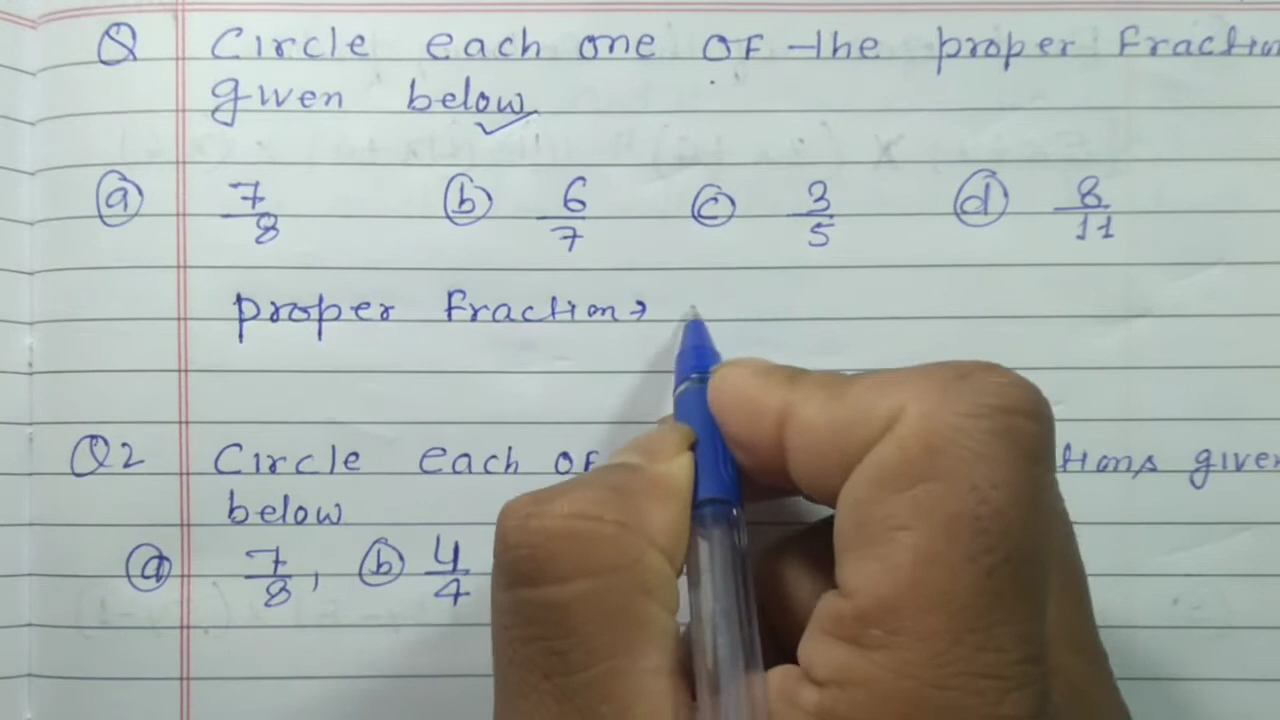 Q Circle each one OF the proper Fraction
given below
(a) 7/8 (b) 6/7 (c) 3/5 (d) 8/11
proper Fraction→
Q2 Circle each OF given
below
(a) 7/8, (b) 4/4